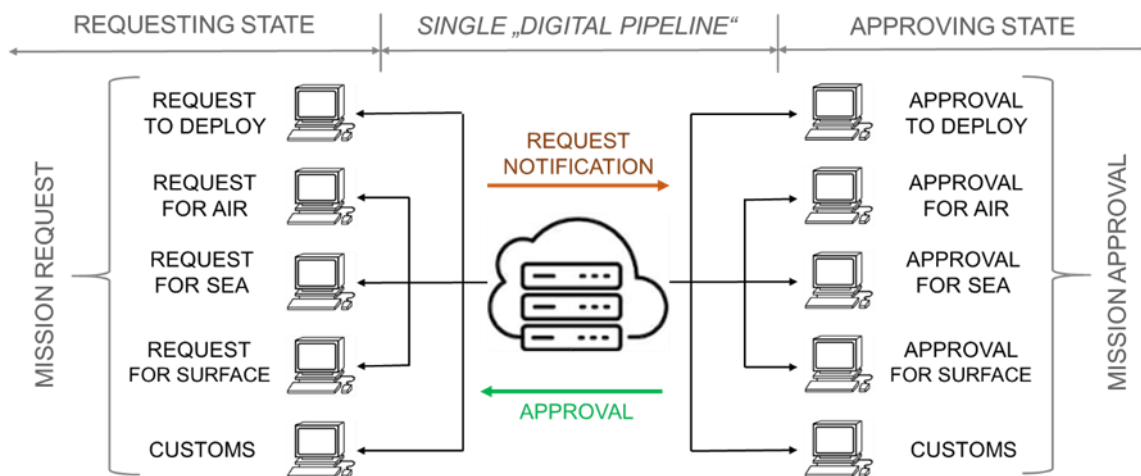 REQUESTING STATE
SINGLE „DIGITAL PIPELINE“
APPROVING STATE
MISSION REQUEST
REQUEST
TO DEPLOY
REQUEST
FOR AIR
REQUEST
FOR SEA
REQUEST
FOR SURFACE
CUSTOMS
REQUEST
NOTIFICATION
APPROVAL
APPROVAL
TO DEPLOY
APPROVAL
FOR AIR
APPROVAL
FOR SEA
APPROVAL
FOR SURFACE
CUSTOMS
MISSION APPROVAL